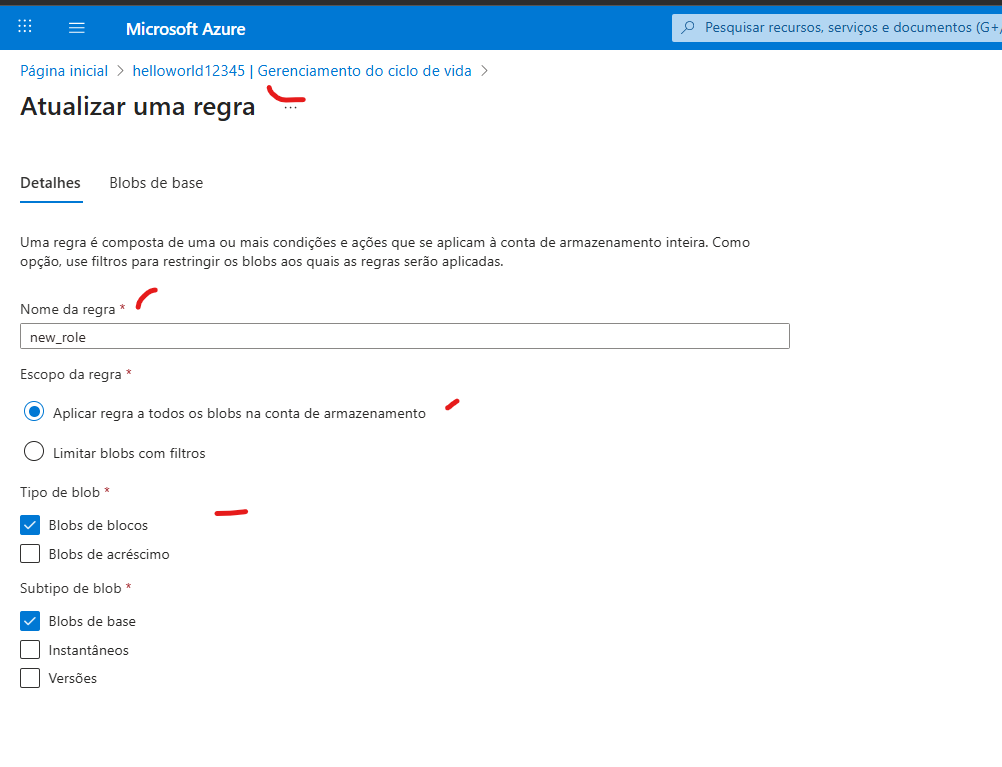 Microsoft Azure
Pesquisar recursos, serviços e documentos (G+/
Página inicial > helloworld12345 | Gerenciamento do ciclo de vida >
Atualizar uma regra ...
Detalhes Blobs de base
Uma regra é composta de uma ou mais condições e ações que se aplicam à conta de armazenamento inteira. Como
opção, use filtros para restringir os blobs aos quais as regras serão aplicadas.
Nome da regra *
new_role
Escopo da regra *
Aplicar regra a todos os blobs na conta de armazenamento
Limitar blobs com filtros
Tipo de blob *
Blobs de blocos
Blobs de acréscimo
Subtipo de blob *
Blobs de base
Instantâneos
Versões